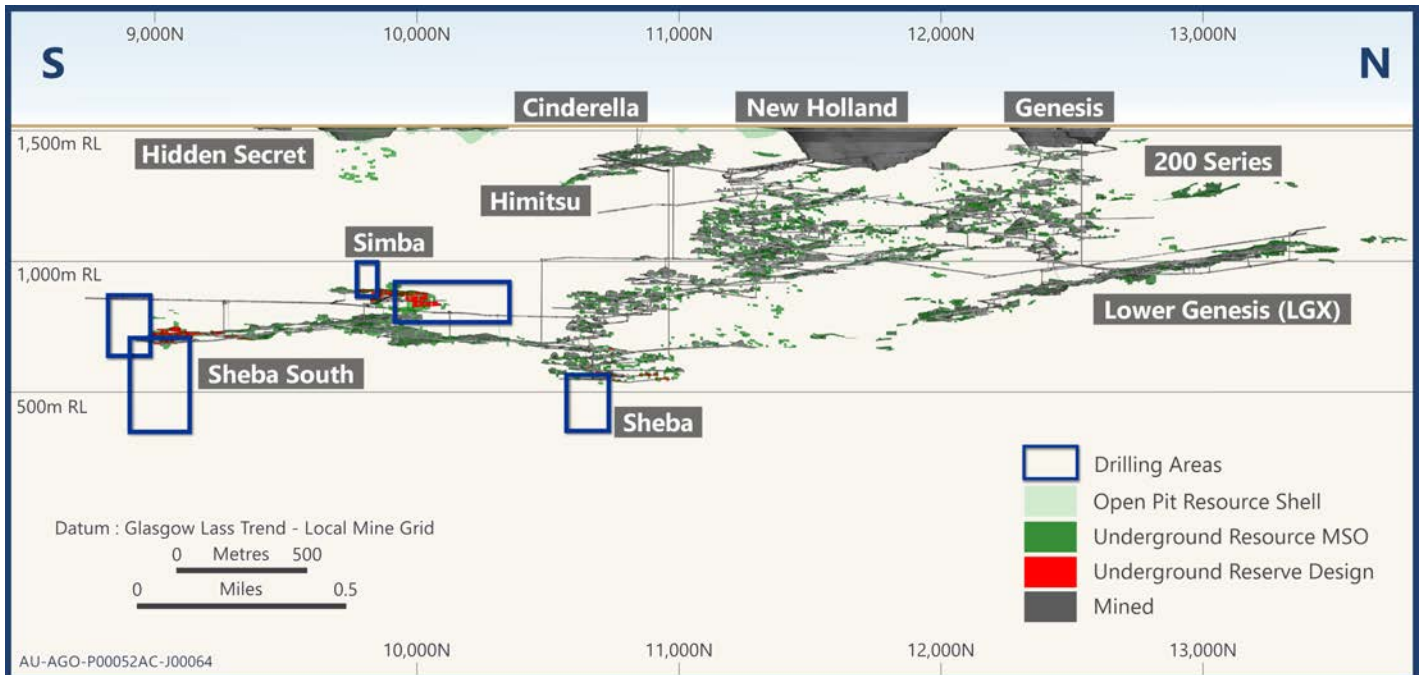 9,000N 10,000N 11,000N 12,000N 13,000N
S N
Cinderella New Holland Genesis
1,500m RL
Hidden Secret
200 Series
Himitsu
Simba
1,000m RL
Lower Genesis (LGX)
Sheba South
500m RL
Sheba
Drilling Areas
Open Pit Resource Shell
Underground Resource MSO
Underground Reserve Design
Mined
Datum : Glasgow Lass Trend - Local Mine Grid
0 Metres 500
0 Miles 0.5
10,000N 11,000N 12,000N 13,000N
AU-AGO-P00052AC-J00064